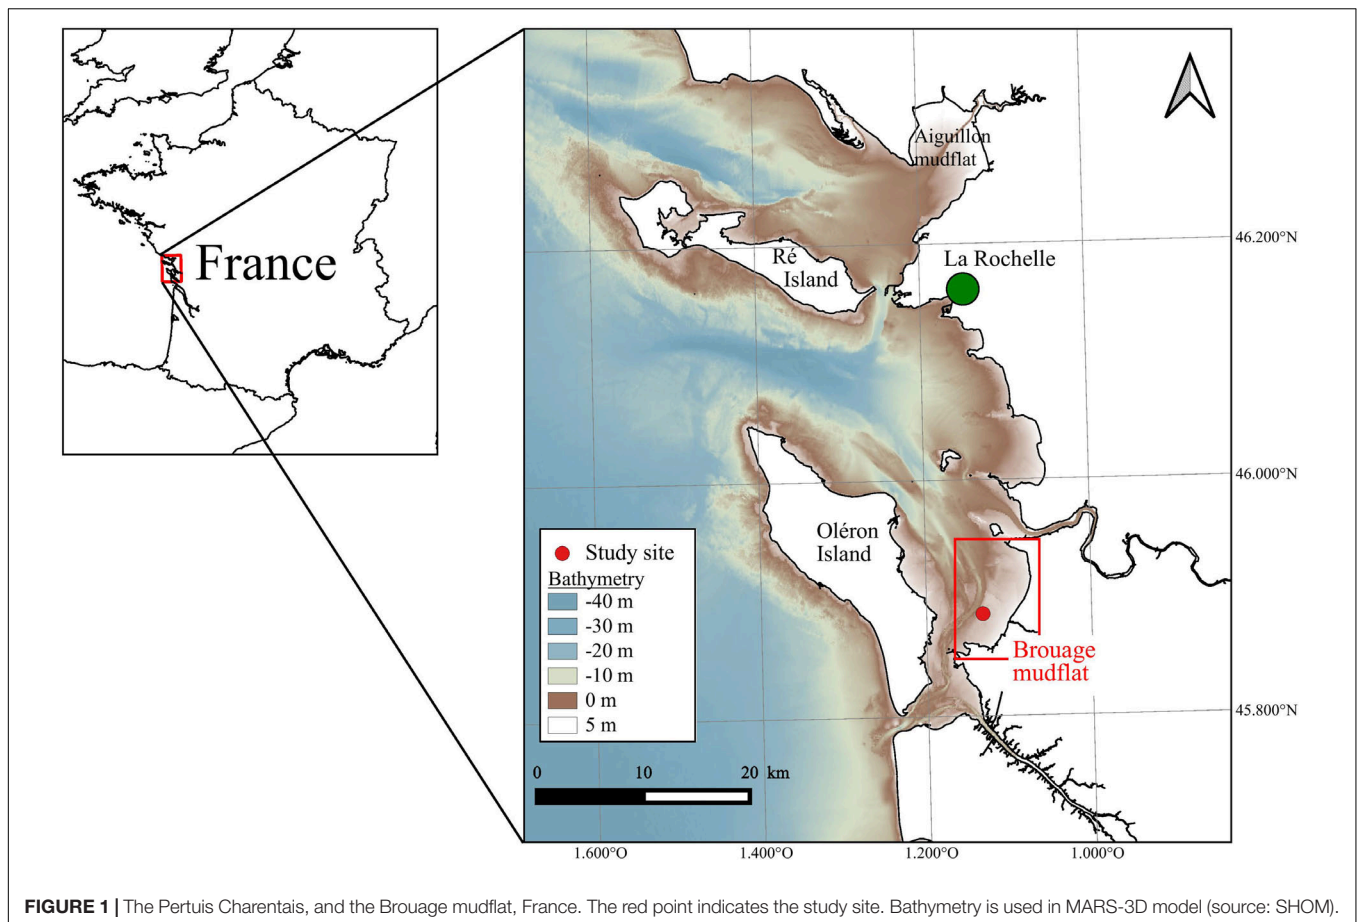 France
Aiguillon
mudflat
46.200°N
La Rochelle
Ré
Island
46.000°N
Oléron
Island
Study site
Bathymetry
-40 m
-30 m
-20 m
-10 m
0 m
5 m
Brouage
mudflat
45.800°N
0 10 20 km
1.600°O 1.400°O 1.200°O 1.000°O
FIGURE 1 | The Pertuis Charentais, and the Brouage mudflat, France. The red point indicates the study site. Bathymetry is used in MARS-3D model (source: SHOM).